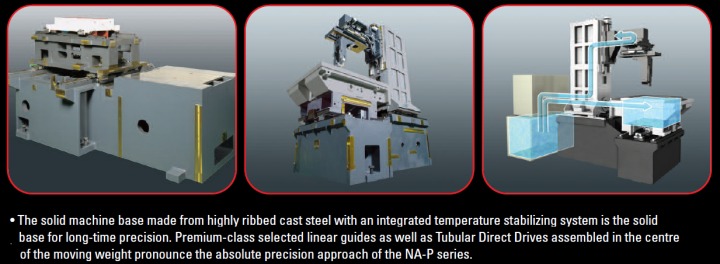 • The solid machine base made from highly ribbed cast steel with an integrated temperature stabilizing system is the solid
base for long-time precision. Premium-class selected linear guides as well as Tubular Direct Drives assembled in the centre
of the moving weight pronounce the absolute precision approach of the NA-P series.